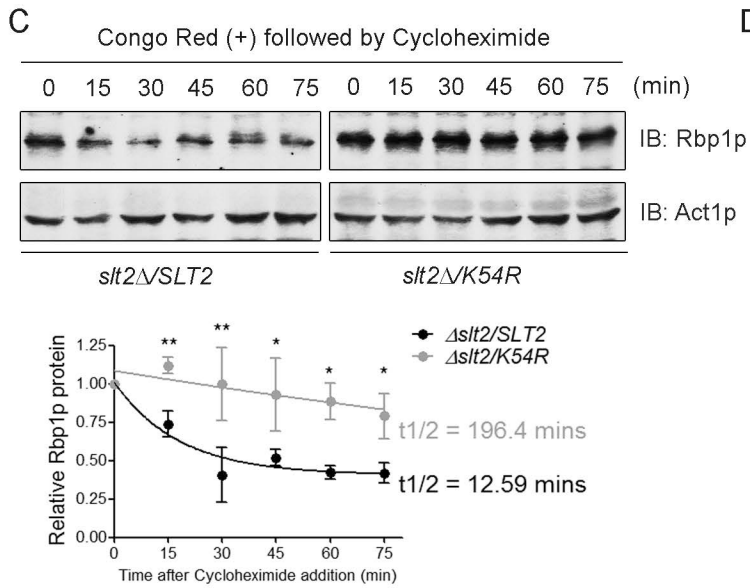 C
D
Congo Red (+) followed by Cycloheximide
0 15 30 45 60 75 0 15 30 45 60 75 (min)
IB: Rbp1p
IB: Act1p
slt2Δ/SLT2 slt2Δ/K54R
Δslt2/SLT2
Δslt2/K54R
Relative Rbp1p protein
1.25
1.00
0.75
0.50
0.25
0.00
** ** * * *
t1/2 = 196.4 mins
t1/2 = 12.59 mins
0 15 30 45 60 75
Time after Cycloheximide addition (min)